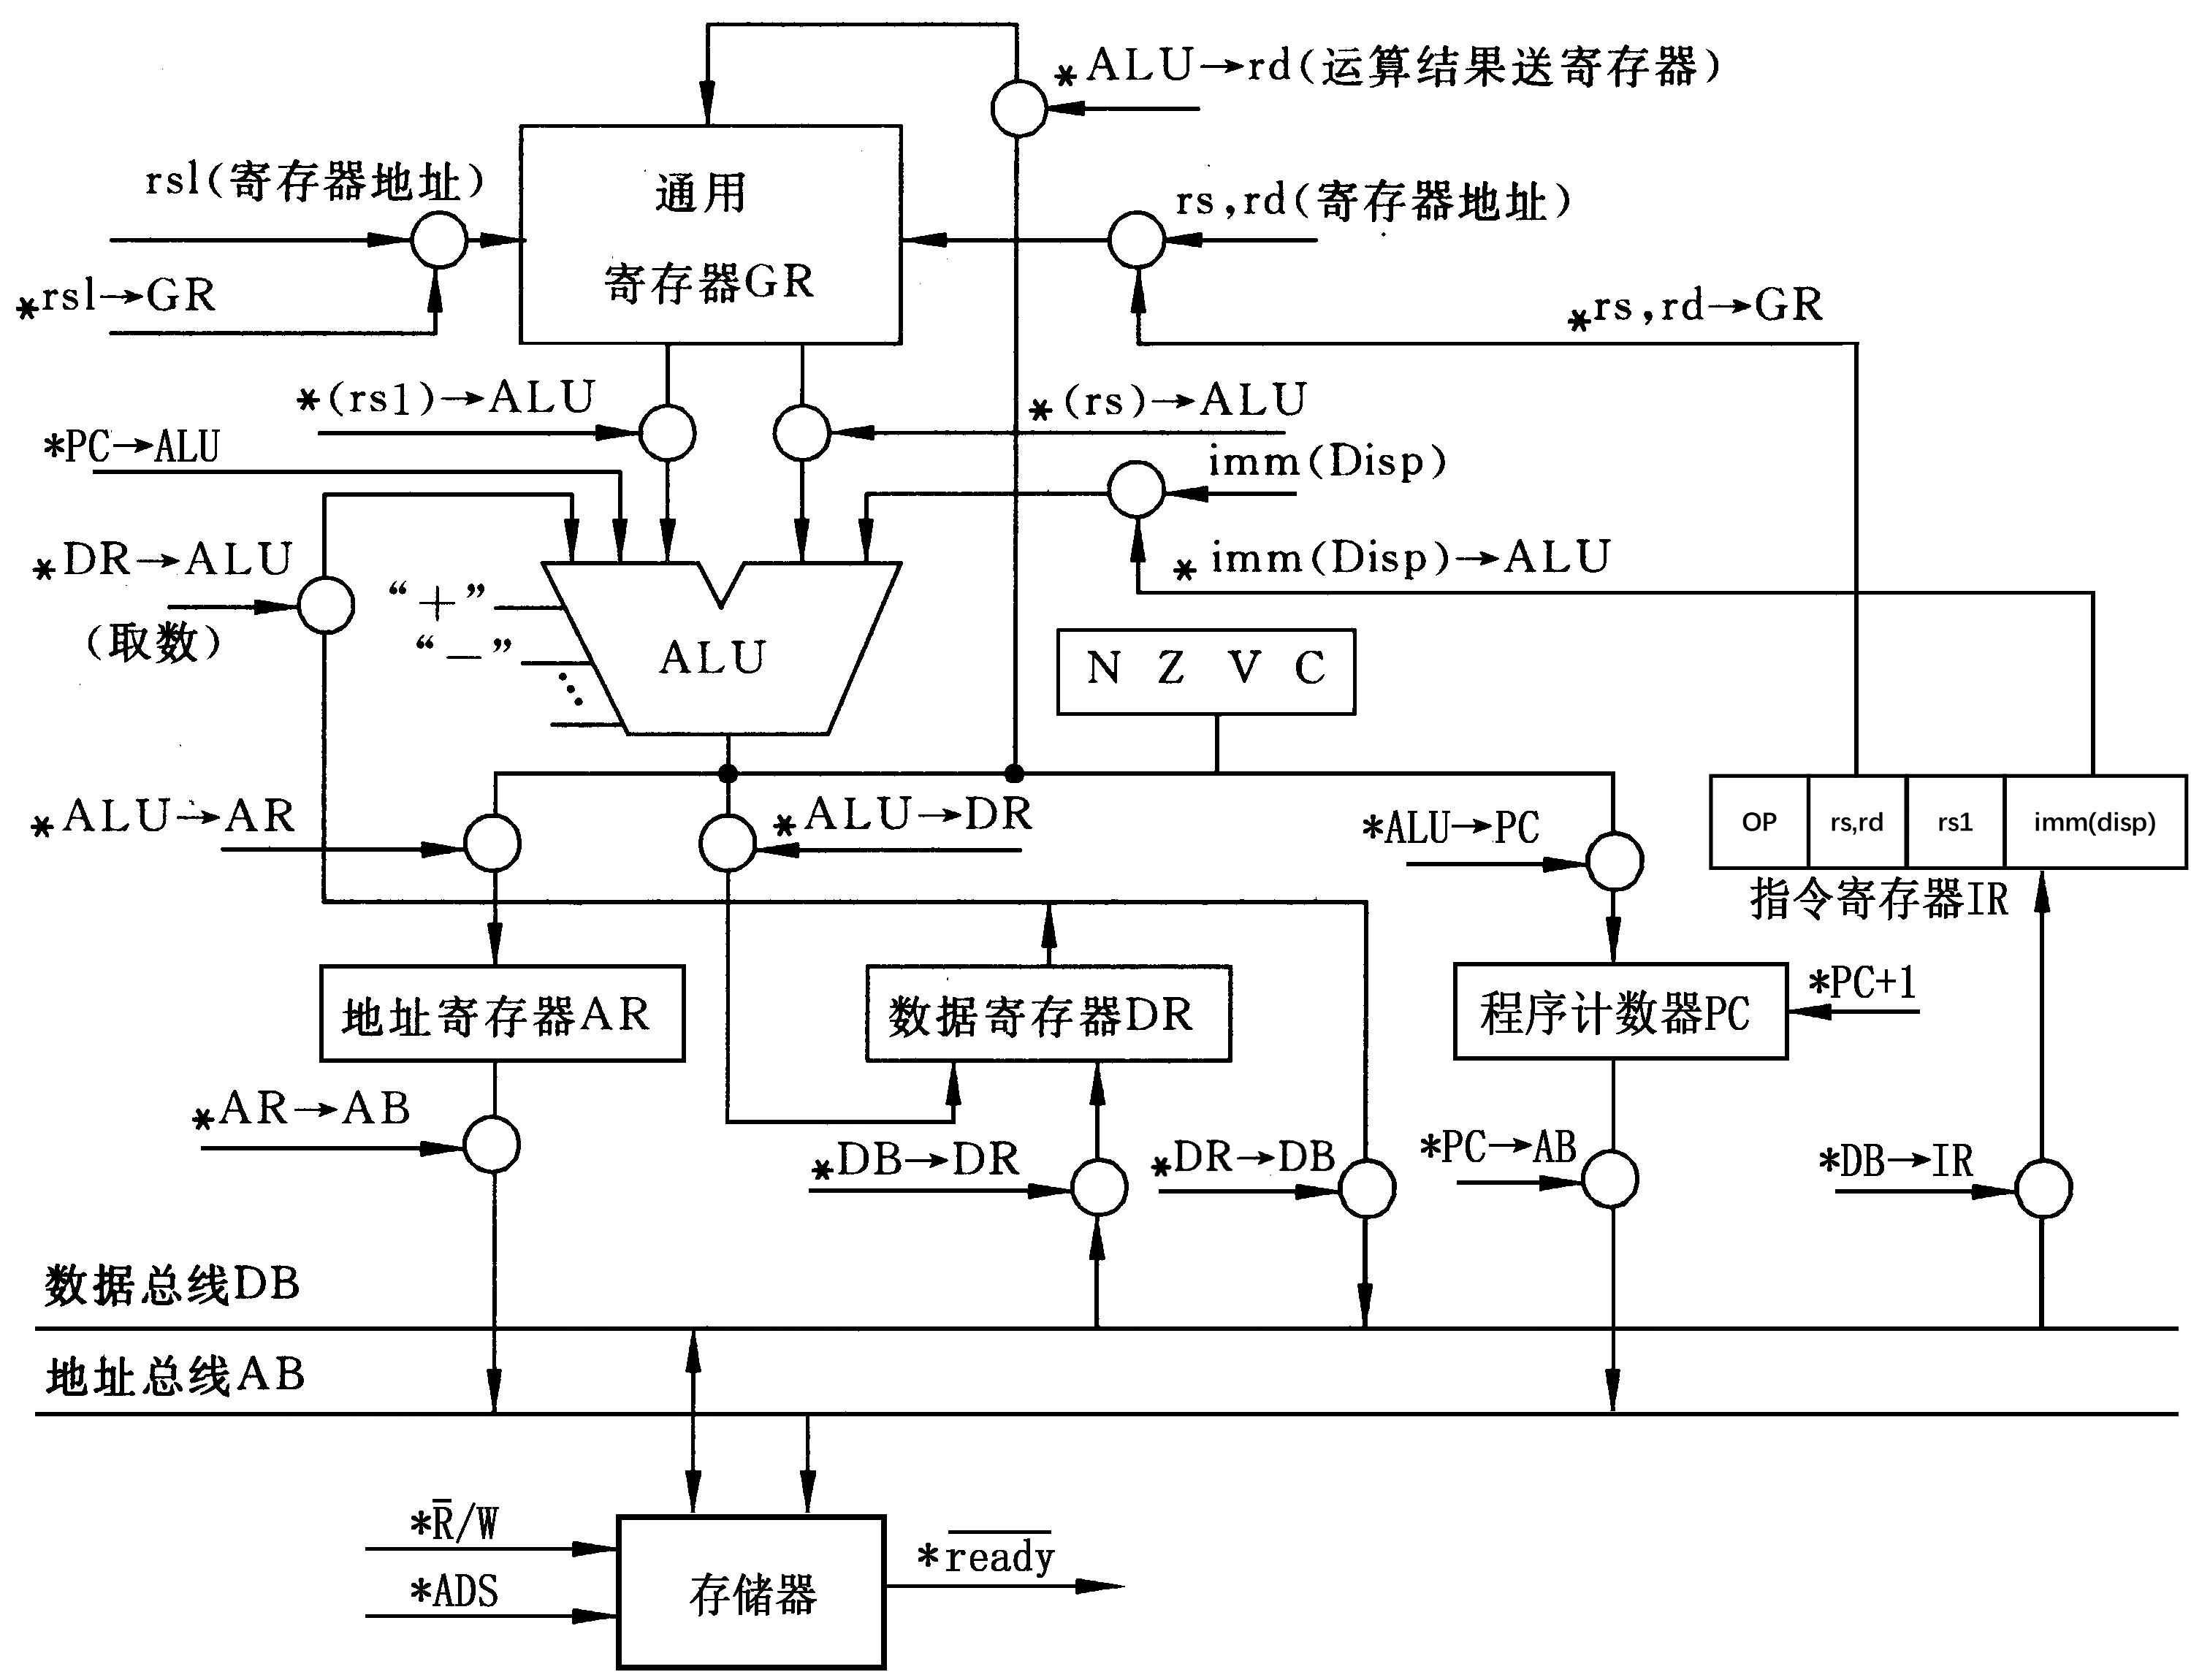 *ALU→rd(运算结果送寄存器)
rsl(寄存器地址)
通用
寄存器GR
rs,rd(寄存器地址)
*rsl→GR
*rs,rd→GR
*(rs1)→ALU
*(rs)→ALU
*PC→ALU
imm(Disp)
*DR→ALU
(取数)
*imm(Disp)→ALU
“+”
“—”
ALU
N Z V C
*ALU→AR
*ALU→DR
*ALU→PC
OP
rs,rd
rs1
imm(disp)
指令寄存器IR
地址寄存器AR
数据寄存器DR
程序计数器PC
*PC+1
*AR→AB
*DB→DR
*DR→DB
*PC→AB
*DB→IR
数据总线DB
地址总线AB
*R̅/W
*ADS
存储器
*r̅e̅a̅d̅y̅